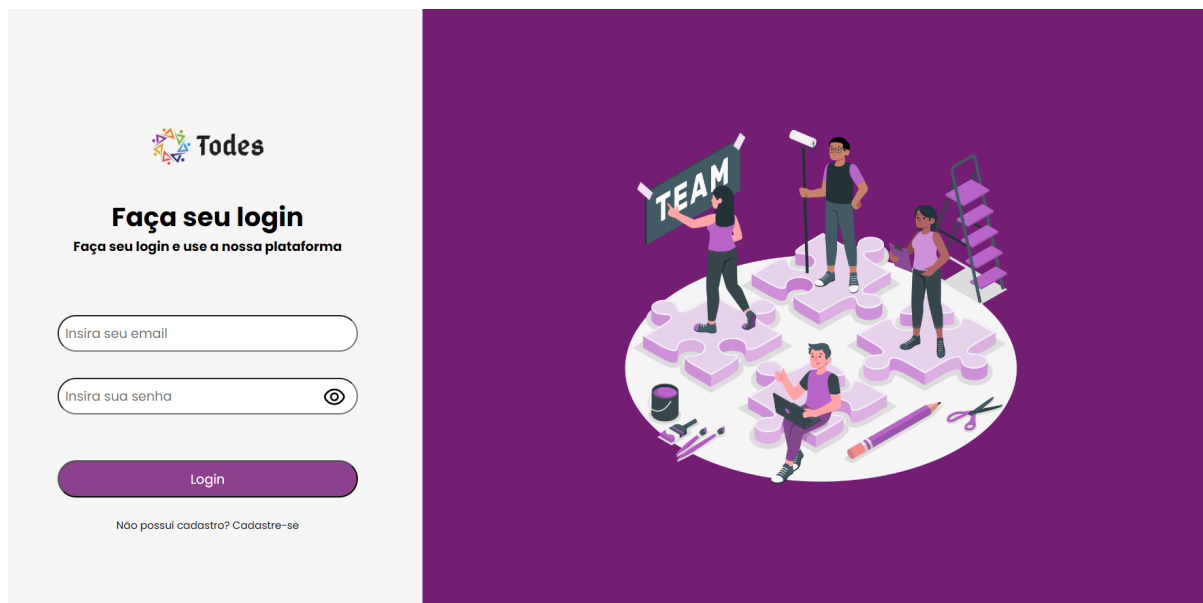 Todes
Faça seu login
Faça seu login e use a nossa plataforma
Insira seu email
Insira sua senha
Login
Não possuí cadastro? Cadastre-se
TEAM